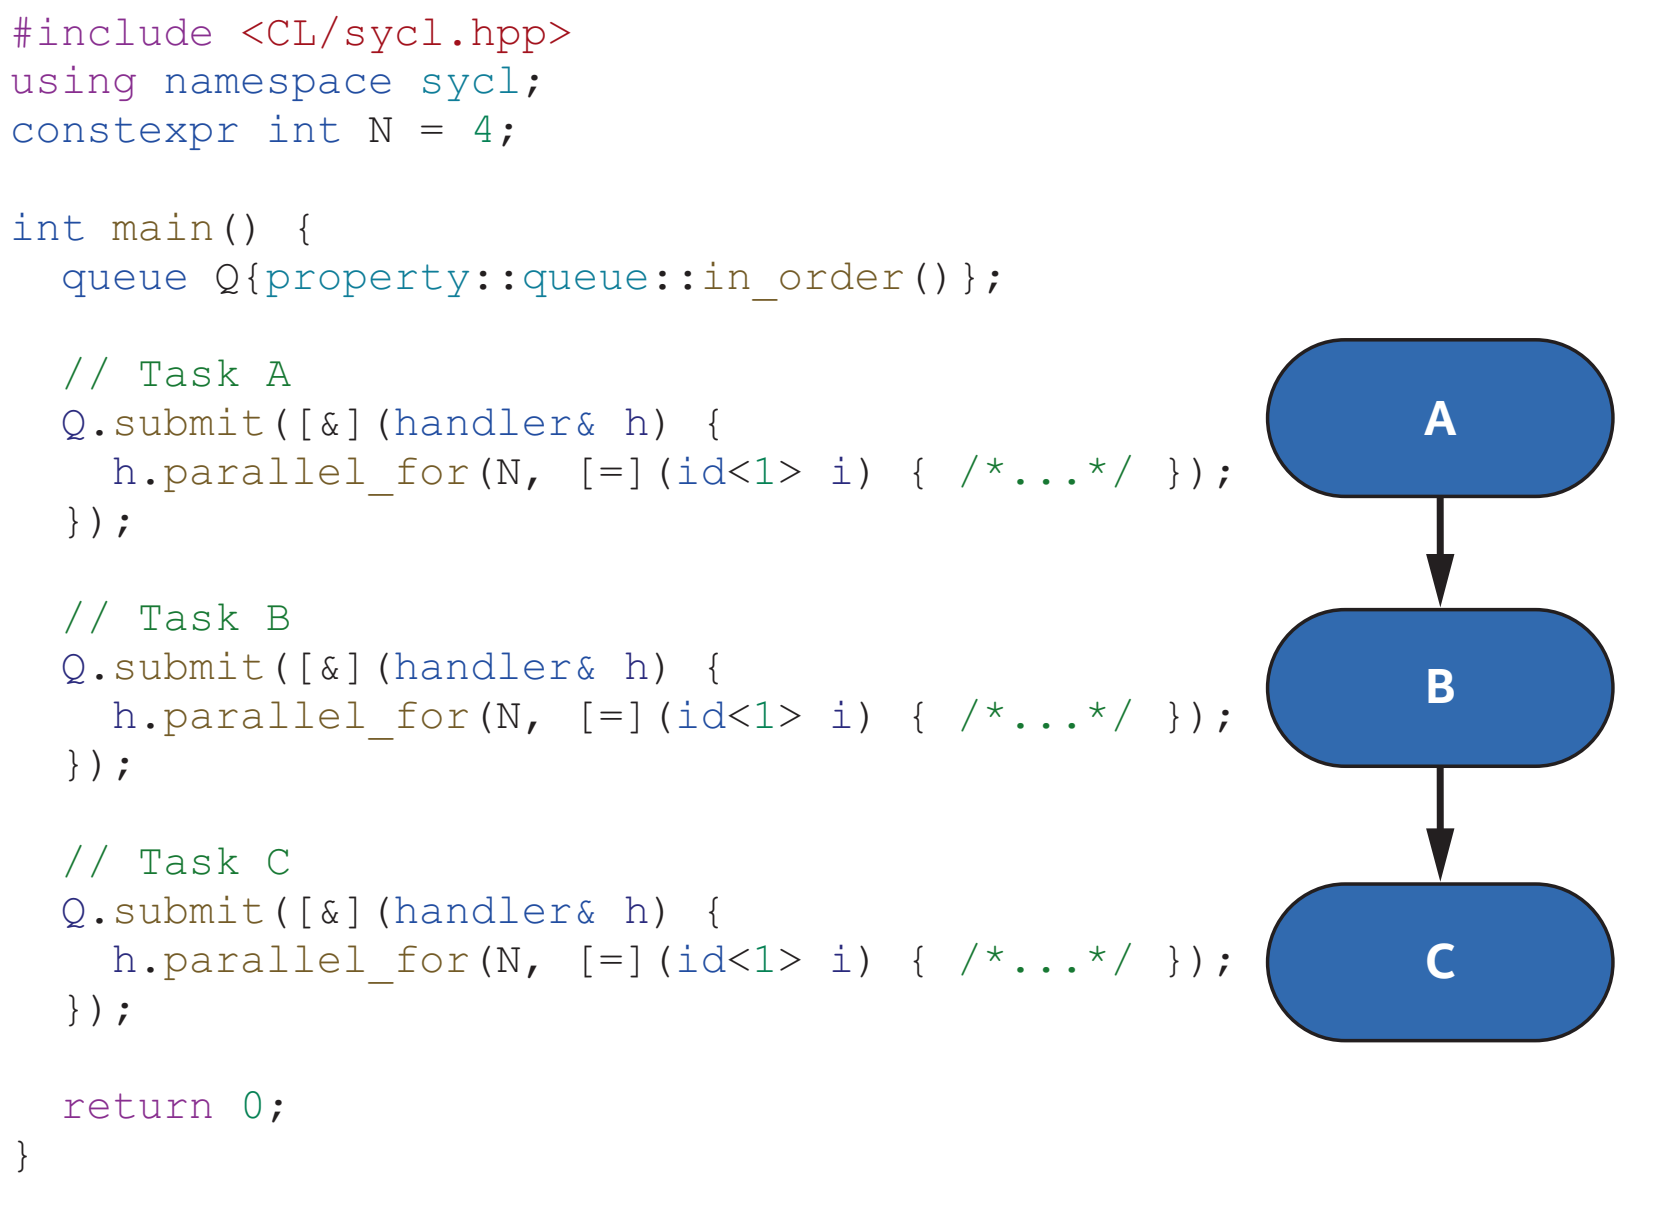 #include <CL/sycl.hpp>
using namespace sycl;
constexpr int N = 4;

int main() {
  queue Q{property::queue::in_order()};

  // Task A
  Q.submit([&](handler& h) {
    h.parallel_for(N, [=](id<1> i) { /*...*/ });
  });

  // Task B
  Q.submit([&](handler& h) {
    h.parallel_for(N, [=](id<1> i) { /*...*/ });
  });

  // Task C
  Q.submit([&](handler& h) {
    h.parallel_for(N, [=](id<1> i) { /*...*/ });
  });

  return 0;
}
A
B
C